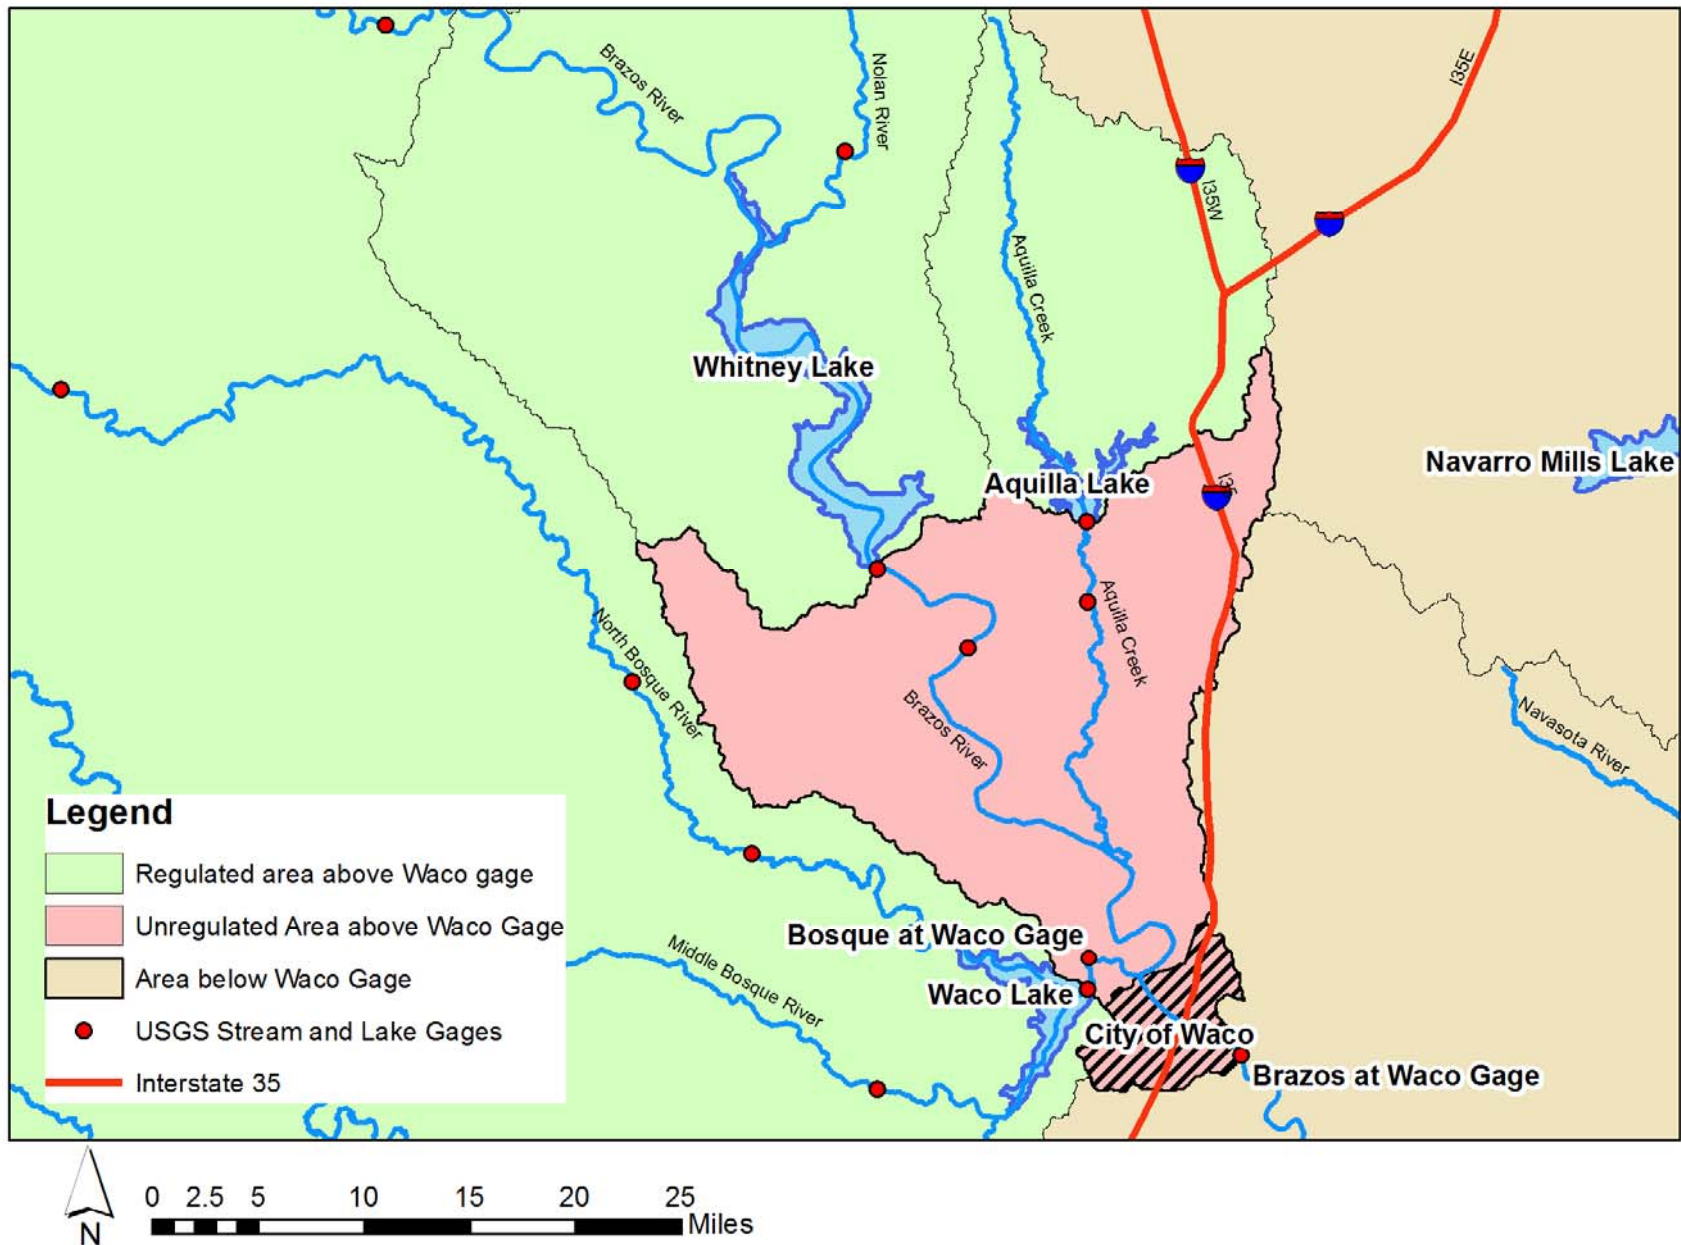 Brazos River
Nolan River
I35E
I35W
Aquilla Creek
Whitney Lake
Aquilla Lake
Navarro Mills Lake
Aquilla Creek
North Bosque River
Brazos River
Navasota River
Legend
Regulated area above Waco gage
Unregulated Area above Waco Gage
Area below Waco Gage
USGS Stream and Lake Gages
Interstate 35
Bosque at Waco Gage
Middle Bosque River
Waco Lake
City of Waco
Brazos at Waco Gage
N
0 2.5 5 10 15 20 25
Miles